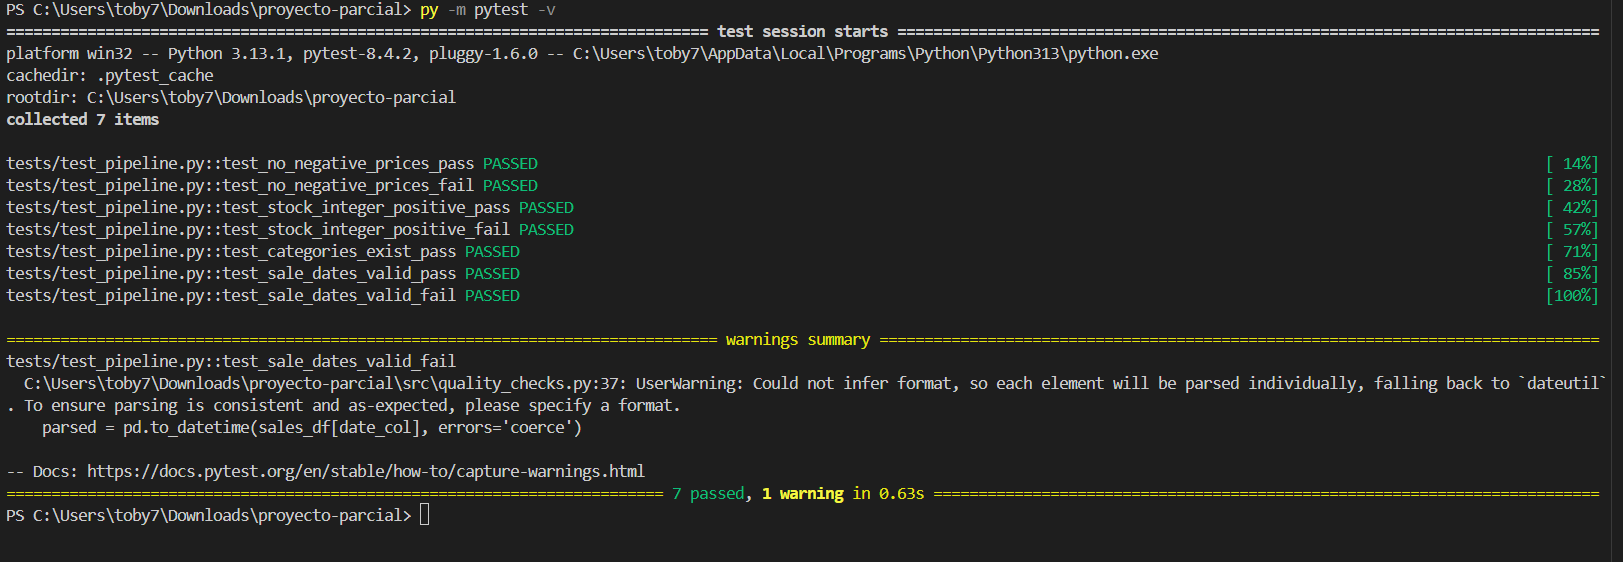 PS C:\Users\toby7\Downloads\proyecto-parcial> py -m pytest -v
============================================================================== test session starts ==============================================================================
platform win32 -- Python 3.13.1, pytest-8.4.2, pluggy-1.6.0 -- C:\Users\toby7\AppData\Local\Programs\Python\Python313\python.exe
cachedir: .pytest_cache
rootdir: C:\Users\toby7\Downloads\proyecto-parcial
collected 7 items
tests/test_pipeline.py::test_no_negative_prices_pass PASSED [ 14%]
tests/test_pipeline.py::test_no_negative_prices_fail PASSED [ 28%]
tests/test_pipeline.py::test_stock_integer_positive_pass PASSED [ 42%]
tests/test_pipeline.py::test_stock_integer_positive_fail PASSED [ 57%]
tests/test_pipeline.py::test_categories_exist_pass PASSED [ 71%]
tests/test_pipeline.py::test_sale_dates_valid_pass PASSED [ 85%]
tests/test_pipeline.py::test_sale_dates_valid_fail PASSED [100%]
=============================================================================== warnings summary ================================================================================
tests/test_pipeline.py::test_sale_dates_valid_fail
  C:\Users\toby7\Downloads\proyecto-parcial\src\quality_checks.py:37: UserWarning: Could not infer format, so each element will be parsed individually, falling back to `dateutil`
. To ensure parsing is consistent and as-expected, please specify a format.
    parsed = pd.to_datetime(sales_df[date_col], errors='coerce')
-- Docs: https://docs.pytest.org/en/stable/how-to/capture-warnings.html
========================================================================= 7 passed, 1 warning in 0.63s ==========================================================================
PS C:\Users\toby7\Downloads\proyecto-parcial>